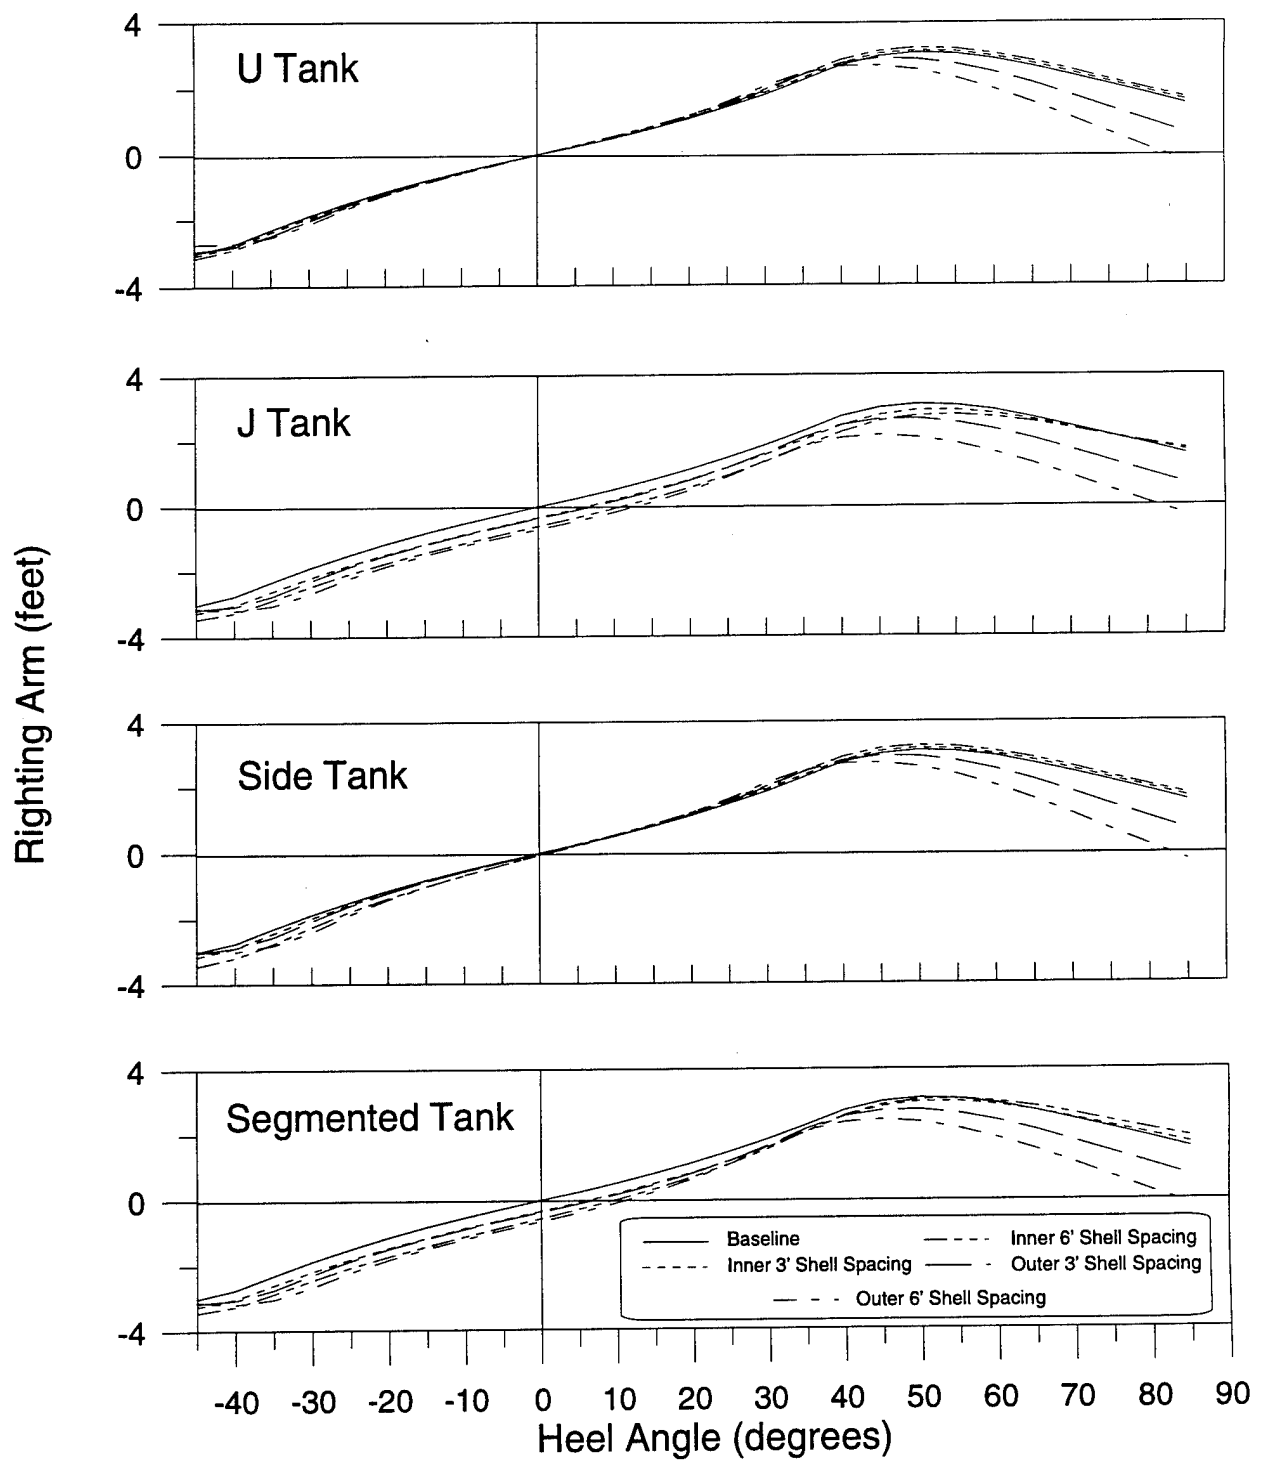 4
U Tank
0
-4
4
J Tank
0
-4
Righting Arm (feet)
4
Side Tank
0
-4
4
Segmented Tank
0
Baseline Inner 6' Shell Spacing
Inner 3' Shell Spacing Outer 3' Shell Spacing
Outer 6' Shell Spacing
-4
-40 -30 -20 -10 0 10 20 30 40 50 60 70 80 90
Heel Angle (degrees)